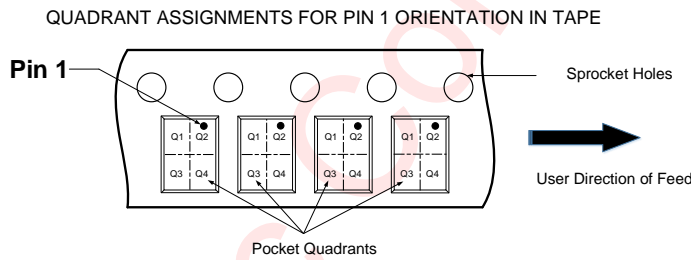 QUADRANT ASSIGNMENTS FOR PIN 1 ORIENTATION IN TAPE
Pin 1
Sprocket Holes
Q1 Q2 Q1 Q2 Q1 Q2 Q1 Q2
Q3 Q4 Q3 Q4 Q3 Q4 Q3 Q4
User Direction of Feed
Pocket Quadrants